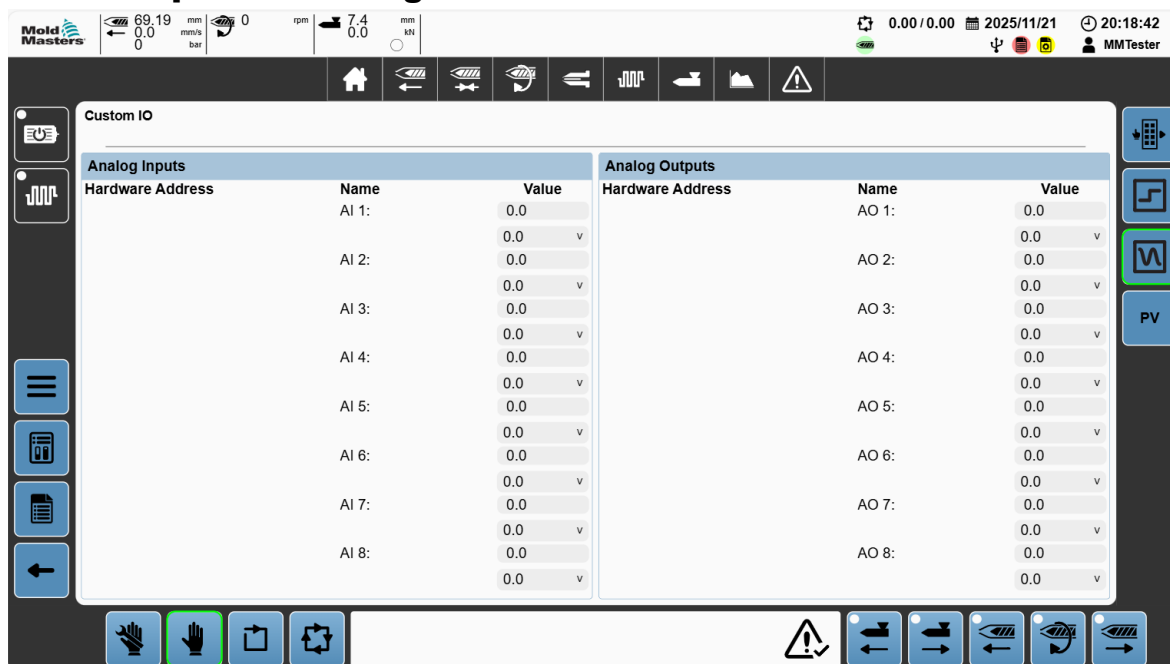 Mold Masters 69.19 mm 0 rpm 7.4 mm 0.00 / 0.00 2025/11/21 20:18:42
0.0 mm/s 0.0 kN
0 bar MMTester
Custom IO
Analog Inputs Analog Outputs
Hardware Address Name Value Hardware Address Name Value
AI 1: 0.0 AO 1: 0.0
0.0 v 0.0 v
AI 2: 0.0 AO 2: 0.0
0.0 v 0.0 v
AI 3: 0.0 AO 3: 0.0
0.0 v 0.0 v
PV
AI 4: 0.0 AO 4: 0.0
0.0 v 0.0 v
AI 5: 0.0 AO 5: 0.0
0.0 v 0.0 v
AI 6: 0.0 AO 6: 0.0
0.0 v 0.0 v
AI 7: 0.0 AO 7: 0.0
0.0 v 0.0 v
AI 8: 0.0 AO 8: 0.0
0.0 v 0.0 v